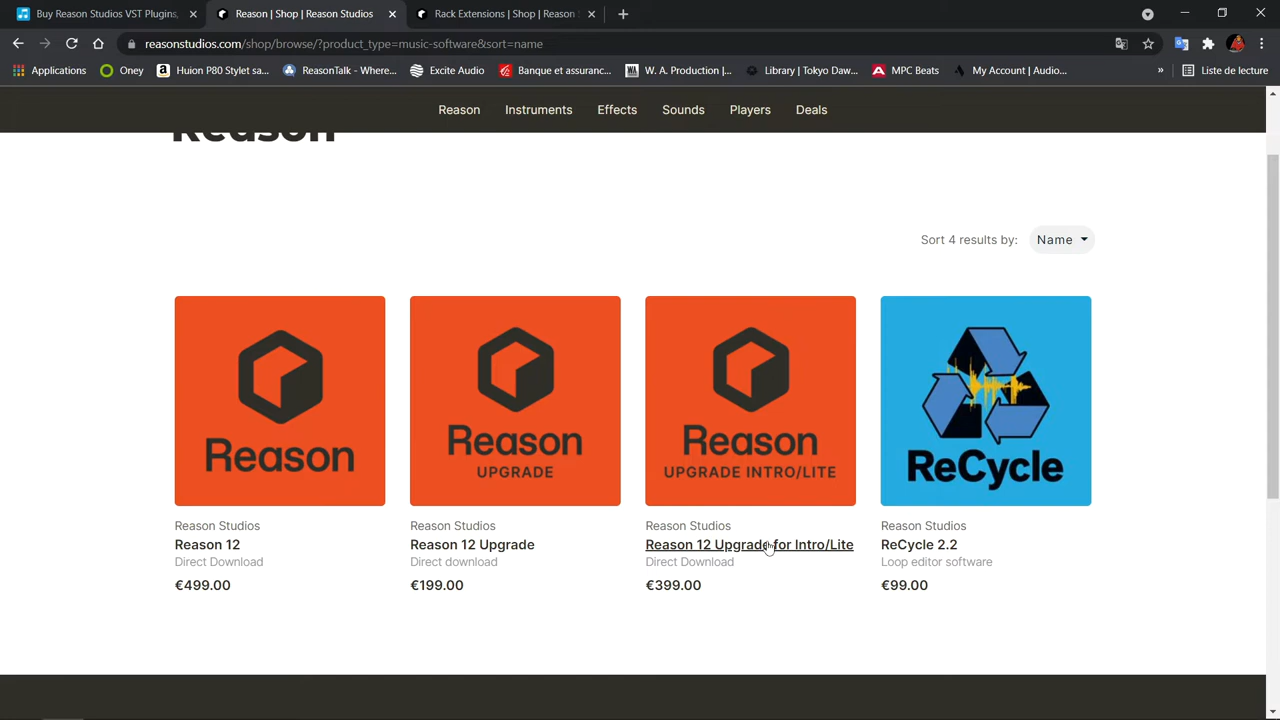 Buy Reason Studios VST Plugins,
Reason | Shop | Reason Studios
Rack Extensions | Shop | Reason
reasonstudios.com/shop/browse/?product_type=music-software&sort=name
Applications
Oney
Huion P80 Stylet sa...
ReasonTalk - Where...
Excite Audio
Banque et assuranc...
W. A. Production |...
Library | Tokyo Daw...
MPC Beats
My Account | Audio...
»
Liste de lecture
Reason
Instruments
Effects
Sounds
Players
Deals
Reason
Sort 4 results by:
Name
Reason
Reason
UPGRADE
Reason
UPGRADE INTRO/LITE
ReCycle
Reason Studios
Reason 12
Direct Download
€499.00
Reason Studios
Reason 12 Upgrade
Direct download
€199.00
Reason Studios
Reason 12 Upgrade for Intro/Lite
Direct Download
€399.00
Reason Studios
ReCycle 2.2
Loop editor software
€99.00